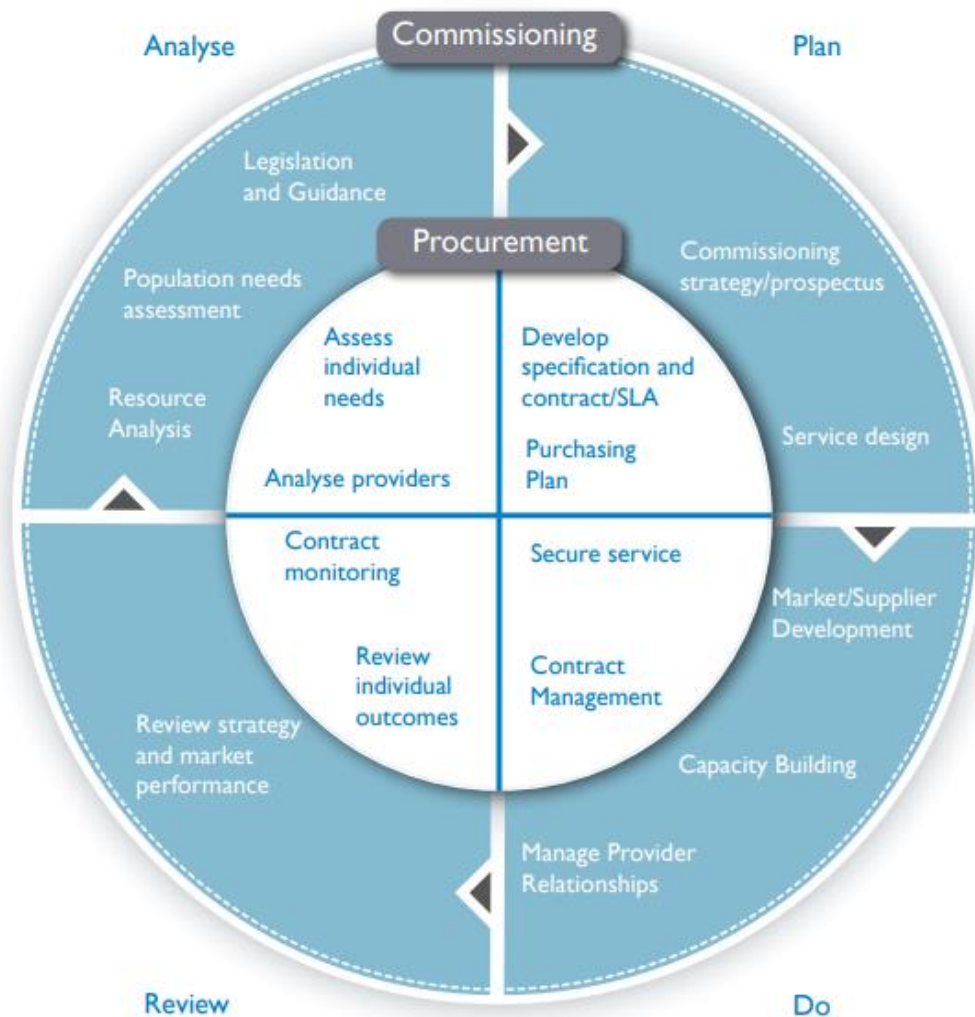 Analyse
Commissioning
Plan
Legislation
and Guidance
Procurement
Commissioning
strategy/prospectus
Population needs
assessment
Assess
individual
needs
Develop
specification and
contract/SLA
Resource
Analysis
Service design
Analyse providers
Purchasing
Plan
Contract
monitoring
Secure service
Market/Supplier
Development
Review
individual
outcomes
Contract
Management
Review strategy
and market
performance
Capacity Building
Manage Provider
Relationships
Review
Do